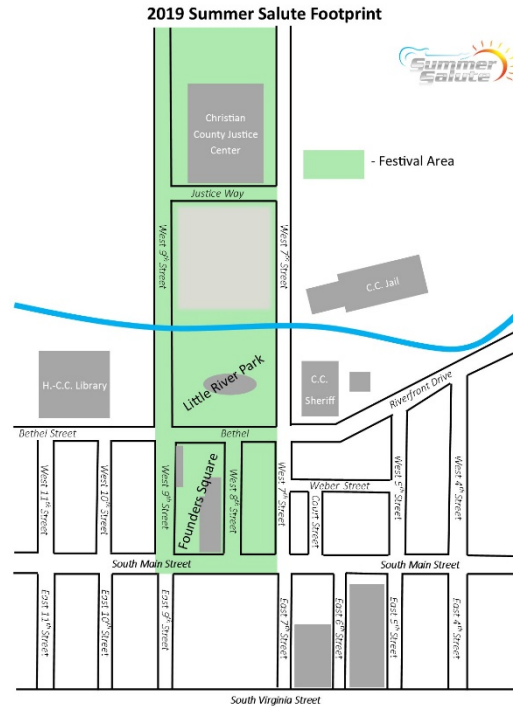 2019 Summer Salute Footprint
Summer
Salute
Christian
County Justice
Center
- Festival Area
Justice Way
West 9th Street
West 7th Street
C.C. Jail
Little River Park
H.-C.C. Library
C.C.
Sheriff
Riverfront Drive
Bethel Street
Bethel
West 11th Street
West 10th Street
West 9th Street
Founders Square
West 8th Street
West 7th Street
Court Street
Weber Street
West 5th Street
West 4th Street
South Main Street
South Main Street
East 11th Street
East 10th Street
East 9th Street
East 7th Street
East 6th Street
East 5th Street
East 4th Street
South Virginia Street